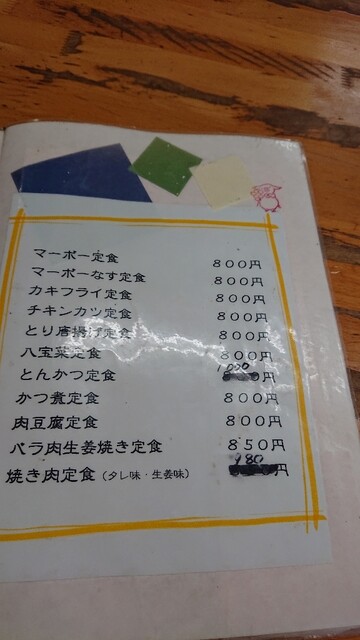 マーボー定食 800円
マーボーなす定食 800円
カキフライ定食 800円
チキンカツ定食 800円
とり唐揚げ定食 800円
八宝菜定食 800円
とんかつ定食 1000円
かつ煮定食 800円
肉豆腐定食 800円
バラ肉生姜焼き定食 850円
焼き肉定食（タレ味・生姜味） 980円